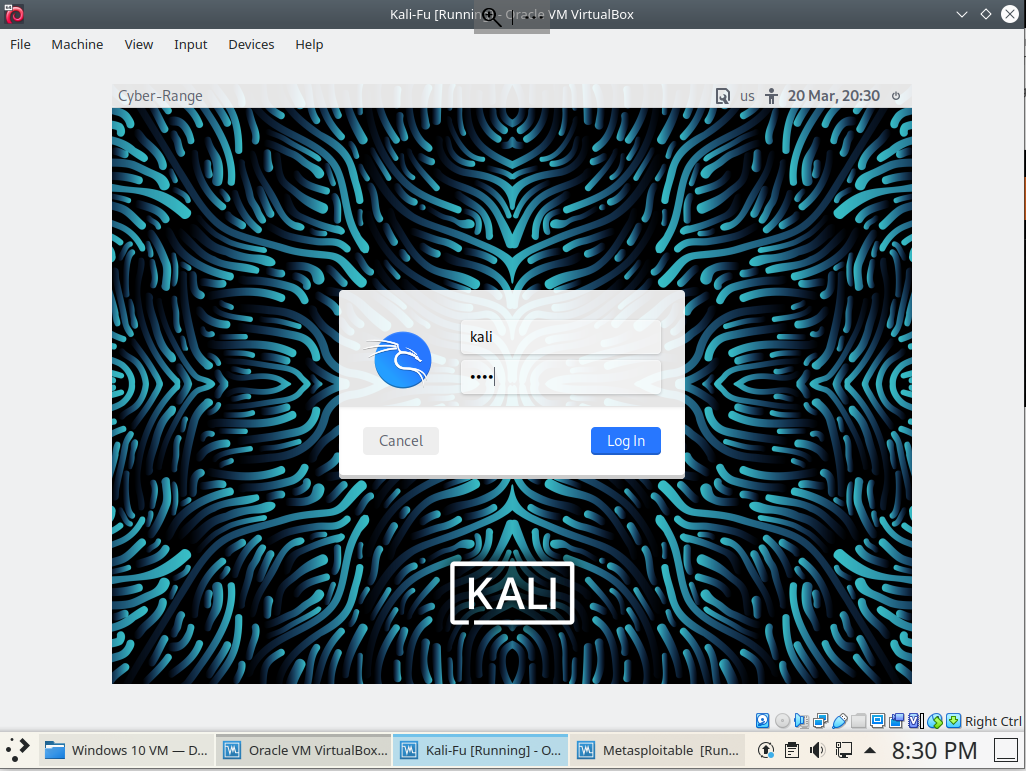 Kali-Fu [Running] - Oracle VM VirtualBox
File Machine View Input Devices Help
Cyber-Range us 20 Mar, 20:30
kali
••••
Cancel Log In
KALI
Right Ctrl
Windows 10 VM — D... Oracle VM VirtualBox... Kali-Fu [Running] - O... Metasploitable [Run... 8:30 PM